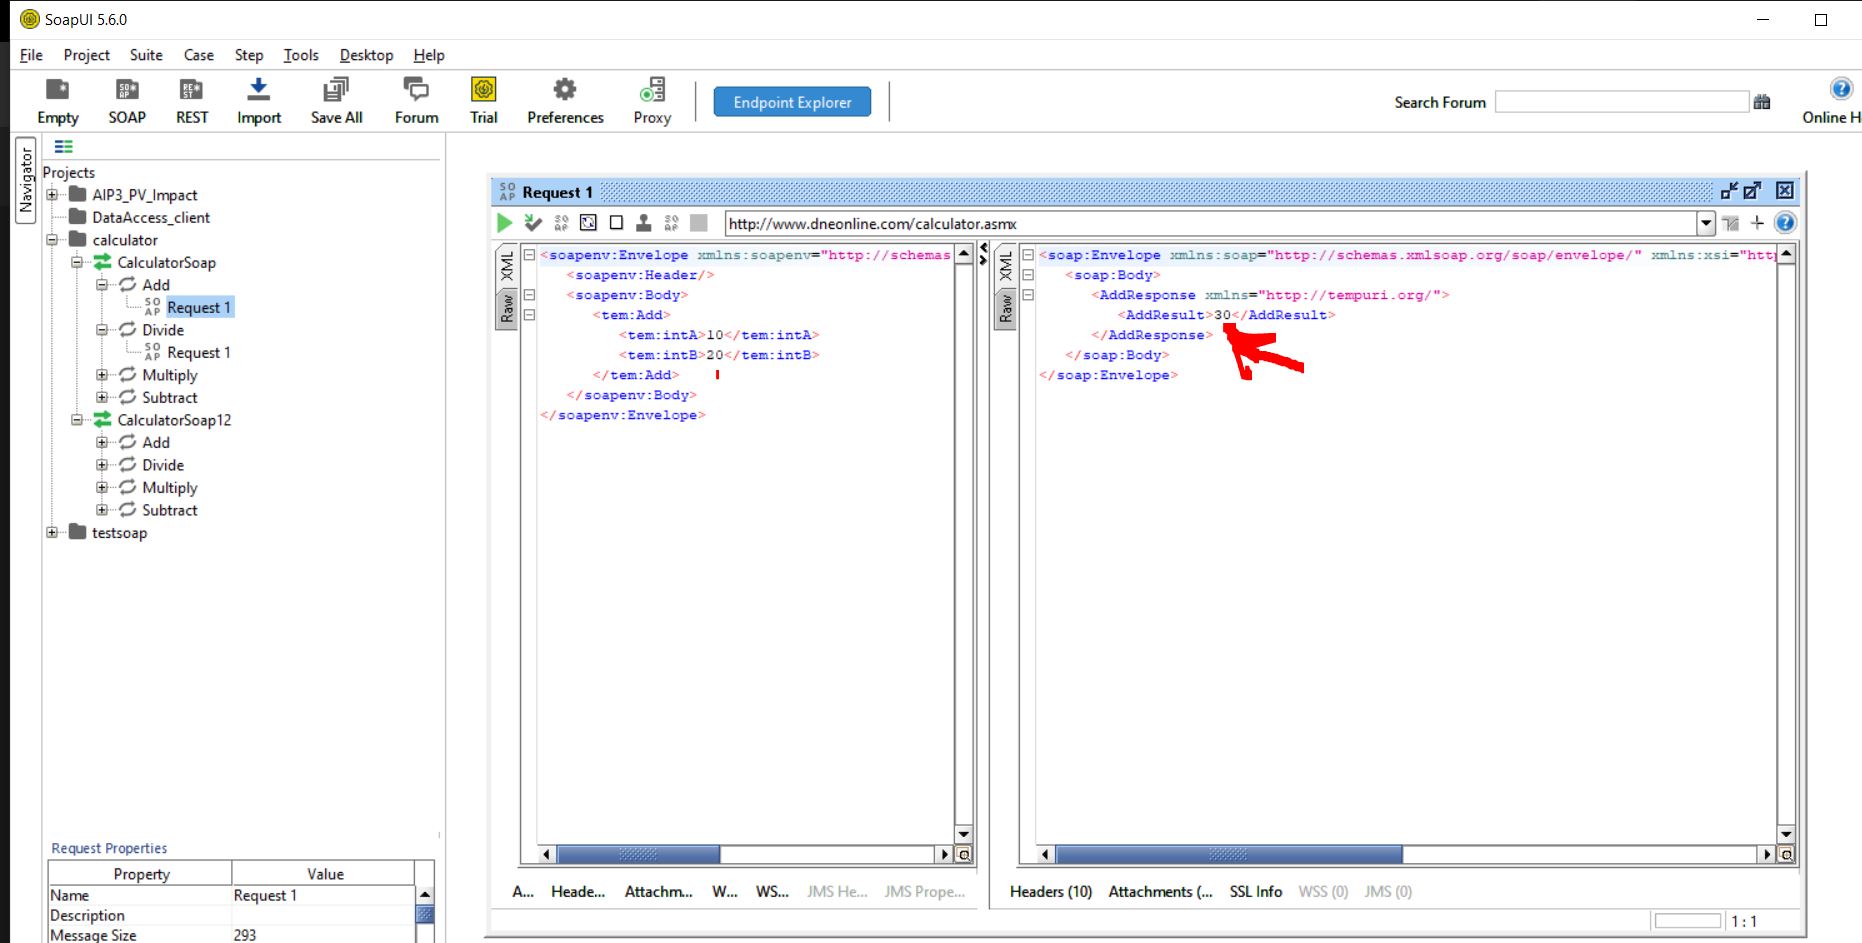 SoapUI 5.6.0
File Project Suite Case Step Tools Desktop Help
Empty SOAP REST Import Save All Forum Trial Preferences Proxy Endpoint Explorer Search Forum Online H
Navigator
Projects
AIP3_PV_Impact
DataAccess_client
calculator
CalculatorSoap
Add
Request 1
Divide
Request 1
Multiply
Subtract
CalculatorSoap12
Add
Divide
Multiply
Subtract
testsoap
Request Properties
Property Value
Name Request 1
Description
Message Size 293
Request 1
http://www.dneonline.com/calculator.asmx
XML
Raw
<soapenv:Envelope xmlns:soapenv="http://schemas
<soapenv:Header/>
<soapenv:Body>
<tem:Add>
<tem:intA>10</tem:intA>
<tem:intB>20</tem:intB>
</tem:Add>
</soapenv:Body>
</soapenv:Envelope>
A... Heade... Attachm... W... WS... JMS He... JMS Prope...
XML
Raw
<soap:Envelope xmlns:soap="http://schemas.xmlsoap.org/soap/envelope/" xmlns:xsi="http
<soap:Body>
<AddResponse xmlns="http://tempuri.org/">
<AddResult>30</AddResult>
</AddResponse>
</soap:Body>
</soap:Envelope>
Headers (10) Attachments (... SSL Info WSS (0) JMS (0)
1 : 1